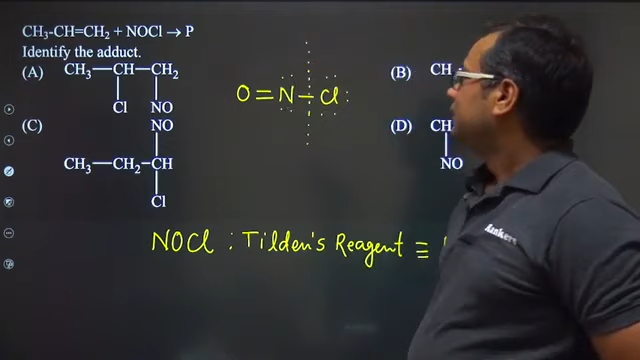 CH₃-CH=CH₂ + NOCl → P
Identify the adduct.
(A) CH₃—CH—CH₂
Cl NO
(B) CH
O=N—Cl
(C) NO
CH₃—CH₂—CH
Cl
(D) CH
NO
NOCl : Tilden's Reagent ≡